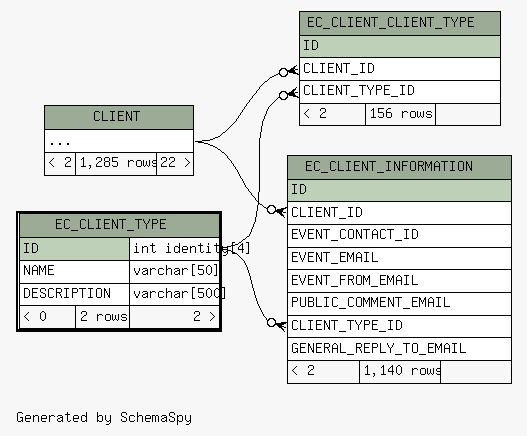 EC_CLIENT_CLIENT_TYPE
ID
CLIENT_ID
CLIENT_TYPE_ID
< 2 156 rows
CLIENT
...
< 2 1,285 rows 22 >
EC_CLIENT_INFORMATION
ID
CLIENT_ID
EVENT_CONTACT_ID
EVENT_EMAIL
EVENT_FROM_EMAIL
PUBLIC_COMMENT_EMAIL
CLIENT_TYPE_ID
GENERAL_REPLY_TO_EMAIL
< 2 1,140 rows
EC_CLIENT_TYPE
ID int identity[4]
NAME varchar[50]
DESCRIPTION varchar[500]
< 0 2 rows 2 >
Generated by SchemaSpy